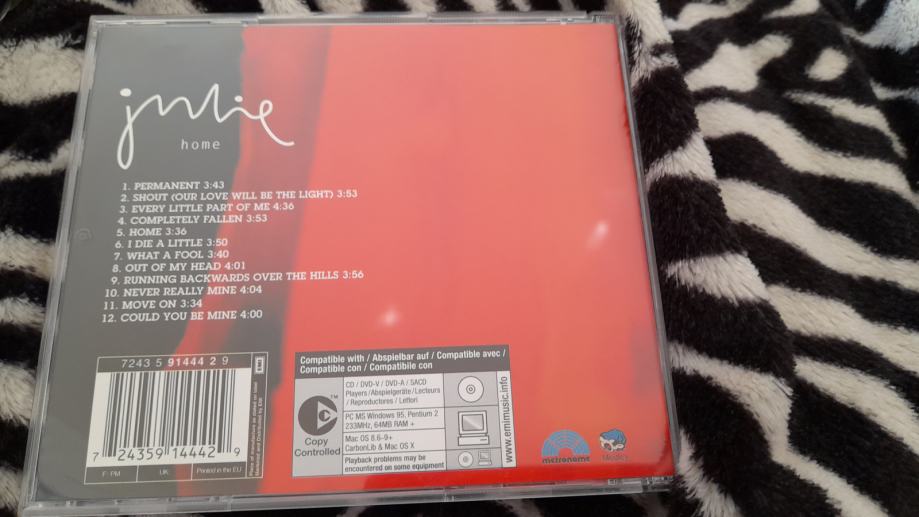 julie
home
1. PERMANENT 3:43
2. SHOUT (OUR LOVE WILL BE THE LIGHT) 3:53
3. EVERY LITTLE PART OF ME 4:36
4. COMPLETELY FALLEN 3:53
5. HOME 3:36
6. I DIE A LITTLE 3:50
7. WHAT A FOOL 3:40
8. OUT OF MY HEAD 4:01
9. RUNNING BACKWARDS OVER THE HILLS 3:56
10. NEVER REALLY MINE 4:04
11. MOVE ON 3:34
12. COULD YOU BE MINE 4:00
7243 5 91444 2 9
7 24359 14442 9
F: PM
UK
Printed in the EU
Compatible with / Abspielbar auf / Compatible avec /
Compatible con / Compatibile con
Copy
Controlled
TM
CD / DVD-V / DVD-A / SACD
Players / Abspielgeräte / Lecteurs
/ Reproductores / Lettori
PC MS Windows 95, Pentium 2
233MHz, 64MB RAM +
Mac OS 8.6-9+
CarbonLib & Mac OS X
Playback problems may be
encountered on some equipment
www.emimusic.info
metronome
Medley